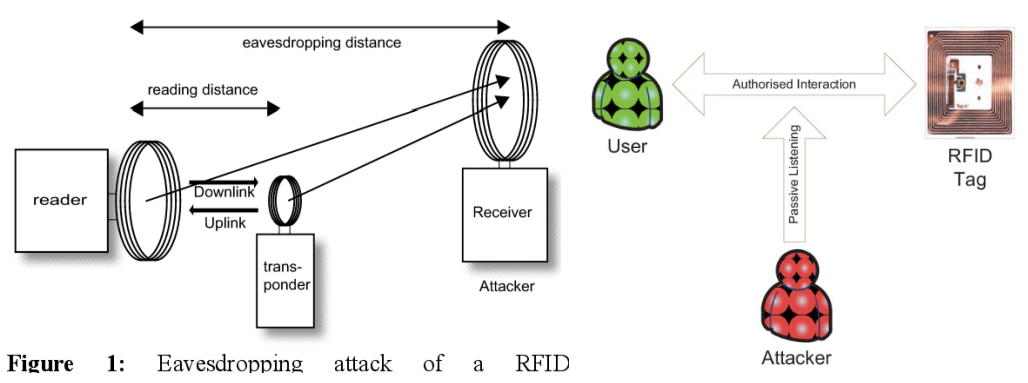 eavesdropping distance
reading distance
reader
Downlink
Uplink
trans-
ponder
Receiver
Attacker
Figure 1: Eavesdropping attack of a RFID
User
Authorised Interaction
Passive Listening
RFID
Tag
Attacker